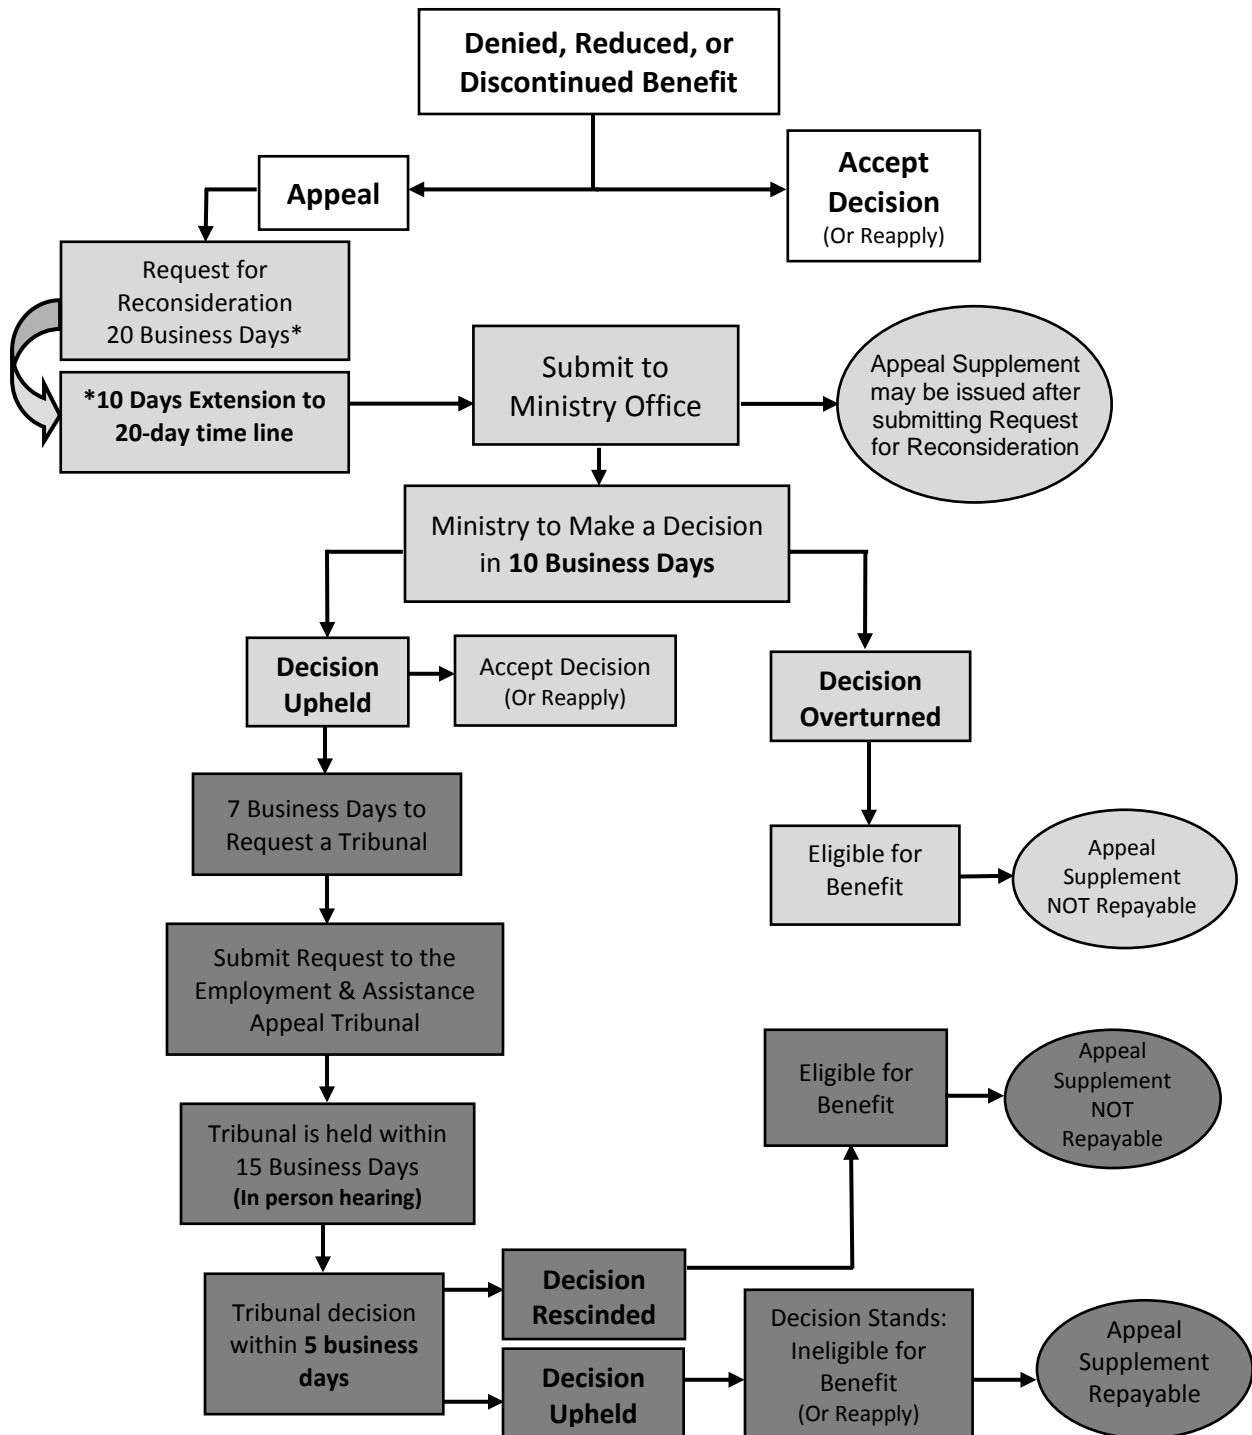 Denied, Reduced, or
Discontinued Benefit
Appeal
Accept
Decision
(Or Reapply)
Request for
Reconsideration
20 Business Days*
*10 Days Extension to
20-day time line
Submit to
Ministry Office
Appeal Supplement
may be issued after
submitting Request
for Reconsideration
Ministry to Make a Decision
in 10 Business Days
Decision
Upheld
Accept Decision
(Or Reapply)
Decision
Overturned
7 Business Days to
Request a Tribunal
Eligible for
Benefit
Appeal
Supplement
NOT Repayable
Submit Request to the
Employment & Assistance
Appeal Tribunal
Eligible for
Benefit
Appeal
Supplement
NOT
Repayable
Tribunal is held within
15 Business Days
(In person hearing)
Tribunal decision
within 5 business
days
Decision
Rescinded
Decision
Upheld
Decision Stands:
Ineligible for
Benefit
(Or Reapply)
Appeal
Supplement
Repayable